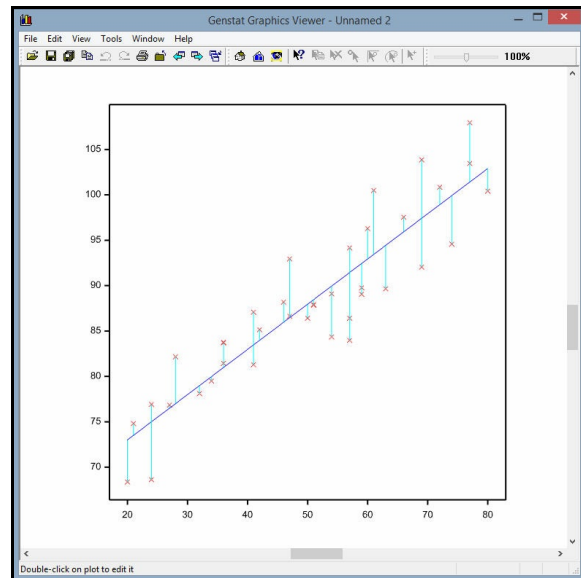 Genstat Graphics Viewer - Unnamed 2
File Edit View Tools Window Help
100%
105
100
95
90
85
80
75
70
20 30 40 50 60 70 80
Double-click on plot to edit it